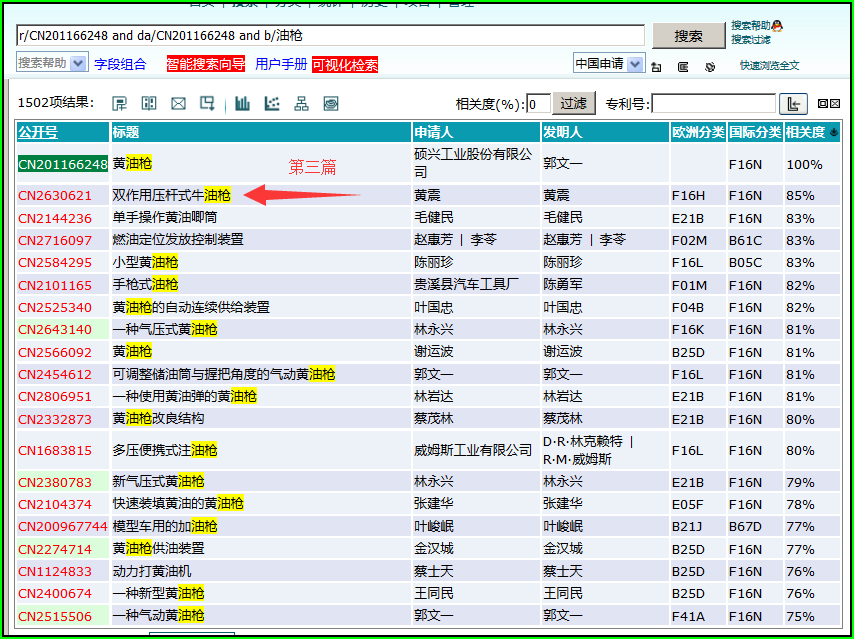 首页 | 搜索 | 分类 | 统计 | 历史 | 项目 | 管理
r/CN201166248 and da/CN201166248 and b/油枪 搜索 搜索帮助
搜索过滤
搜索帮助 字段组合 智能搜索向导 用户手册 可视化检索 中国申请 快速浏览全文
1502项结果: 相关度(%): 0 过滤 专利号:
公开号 标题 申请人 发明人 欧洲分类 国际分类 相关度
CN201166248 黄油枪 硕兴工业股份有限公司 郭文一 F16N 100%
第三篇
CN2630621 双作用压杆式牛油枪 黄震 黄震 F16H F16N 85%
CN2144236 单手操作黄油唧筒 毛健民 毛健民 E21B F16N 83%
CN2716097 燃油定位发放控制装置 赵惠芳 | 李苓 赵惠芳 | 李苓 F02M B61C 83%
CN2584295 小型黄油枪 陈丽珍 陈丽珍 F16L B05C 83%
CN2101165 手枪式油枪 贵溪县汽车工具厂 陈勇军 F01M F16N 82%
CN2525340 黄油枪的自动连续供给装置 叶国忠 叶国忠 F04B F16N 82%
CN2643140 一种气压式黄油枪 林永兴 林永兴 F16K F16N 81%
CN2566092 黄油枪 谢运波 谢运波 B25D F16N 81%
CN2454612 可调整储油筒与握把角度的气动黄油枪 郭文一 郭文一 F16L F16N 81%
CN2806951 一种使用黄油弹的黄油枪 林岩达 林岩达 E21B F16N 81%
CN2332873 黄油枪改良结构 蔡茂林 蔡茂林 E21B F16N 80%
CN1683815 多压便携式注油枪 威姆斯工业有限公司 D·R·林克赖特 | R·M·威姆斯 F16L F16N 80%
CN2380783 新气压式黄油枪 林永兴 林永兴 E21B F16N 79%
CN2104374 快速装填黄油的黄油枪 张建华 张建华 E05F F16N 78%
CN200967744 模型车用的加油枪 叶峻岷 叶峻岷 B21J B67D 77%
CN2274714 黄油枪供油装置 金汉城 金汉城 B25D F16N 77%
CN1124833 动力打黄油机 蔡士天 蔡士天 B25D F16N 76%
CN2400674 一种新型黄油枪 王同民 王同民 B25D F16N 76%
CN2515506 一种气动黄油枪 郭文一 郭文一 F41A F16N 75%